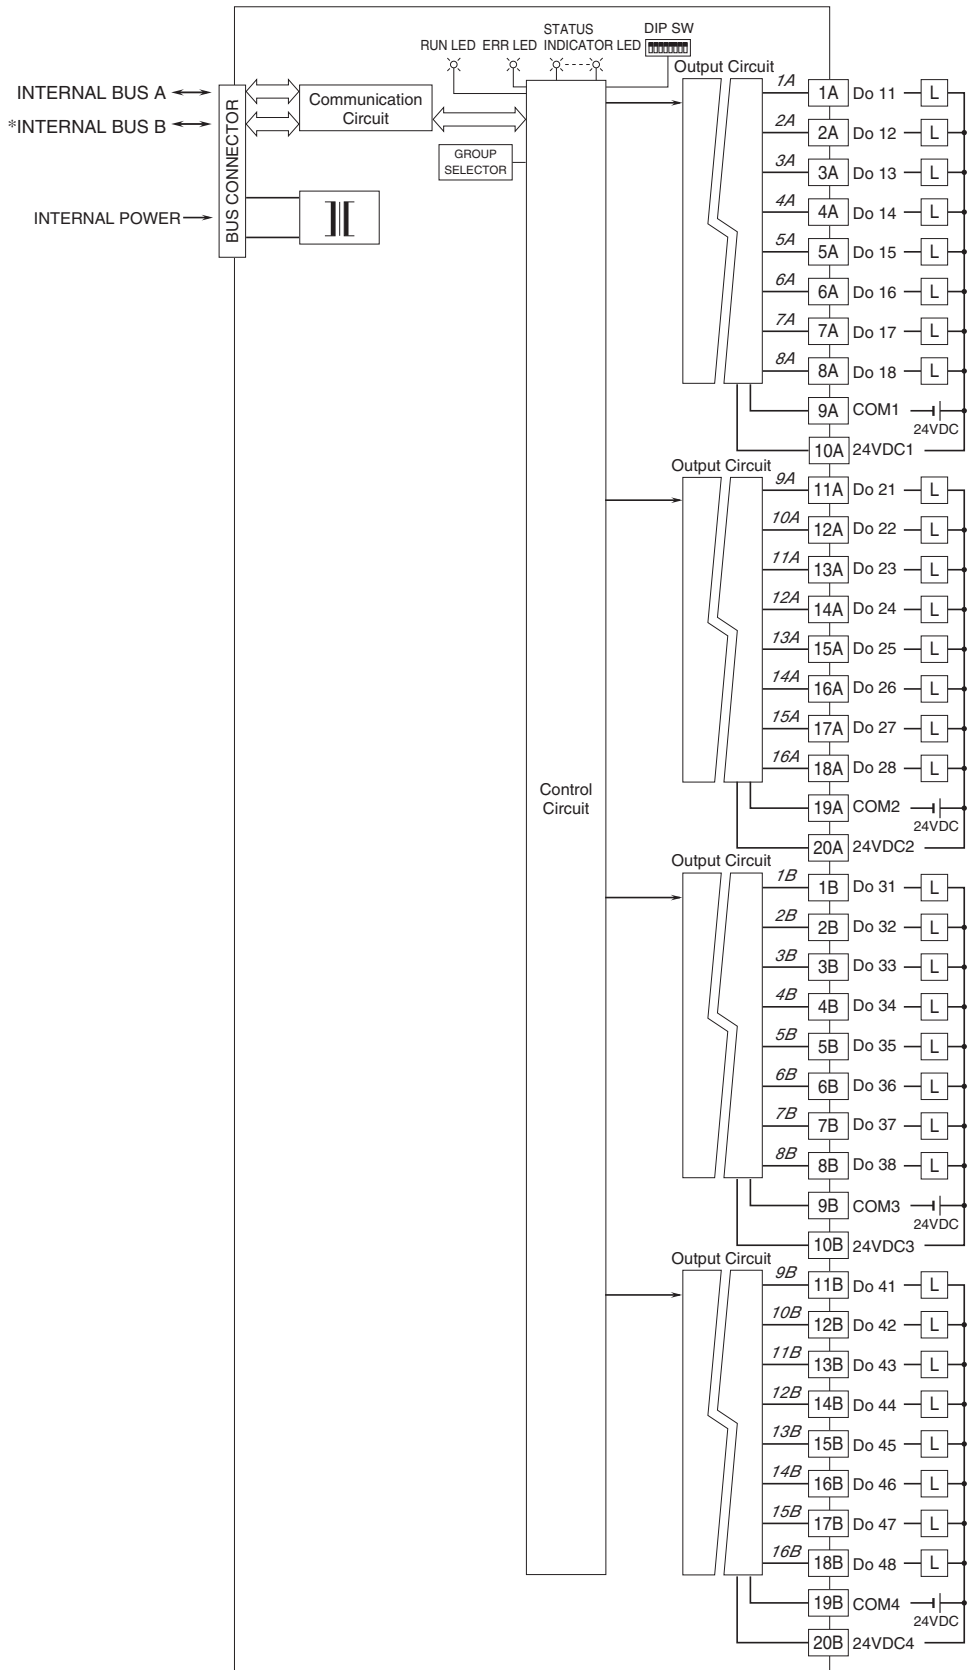 STATUS DIP SW
RUN LED ERR LED INDICATOR LED
INTERNAL BUS A
*INTERNAL BUS B
INTERNAL POWER
BUS CONNECTOR
Communication
Circuit
GROUP
SELECTOR
Control
Circuit
Output Circuit
1A 1A Do 11 L
2A 2A Do 12 L
3A 3A Do 13 L
4A 4A Do 14 L
5A 5A Do 15 L
6A 6A Do 16 L
7A 7A Do 17 L
8A 8A Do 18 L
9A COM1
24VDC
10A 24VDC1
Output Circuit
9A 11A Do 21 L
10A 12A Do 22 L
11A 13A Do 23 L
12A 14A Do 24 L
13A 15A Do 25 L
14A 16A Do 26 L
15A 17A Do 27 L
16A 18A Do 28 L
19A COM2
24VDC
20A 24VDC2
Output Circuit
1B 1B Do 31 L
2B 2B Do 32 L
3B 3B Do 33 L
4B 4B Do 34 L
5B 5B Do 35 L
6B 6B Do 36 L
7B 7B Do 37 L
8B 8B Do 38 L
9B COM3
24VDC
10B 24VDC3
Output Circuit
9B 11B Do 41 L
10B 12B Do 42 L
11B 13B Do 43 L
12B 14B Do 44 L
13B 15B Do 45 L
14B 16B Do 46 L
15B 17B Do 47 L
16B 18B Do 48 L
19B COM4
24VDC
20B 24VDC4